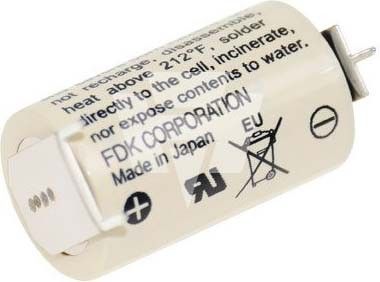 not recharge, disassemble,
heat above 212°F, solder
directly to the cell, incinerate,
nor expose contents to water.
FDK CORPORATION
Made in Japan
EU